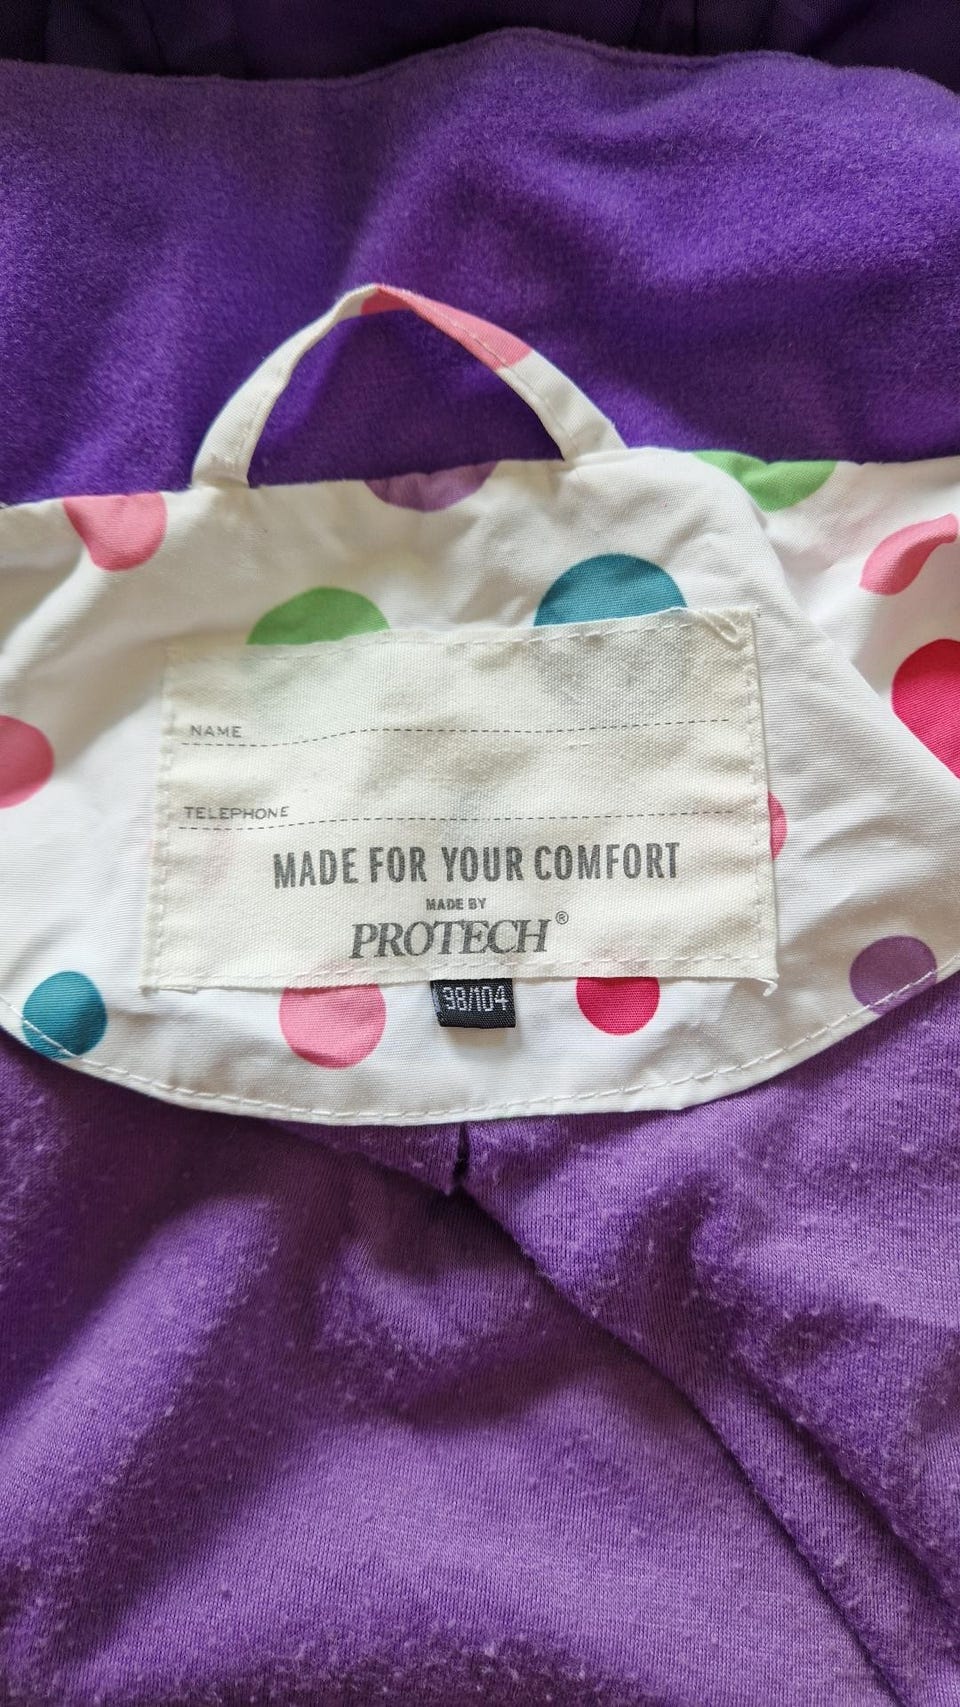 NAME
TELEPHONE
MADE FOR YOUR COMFORT
MADE BY
PROTECH®
98/104